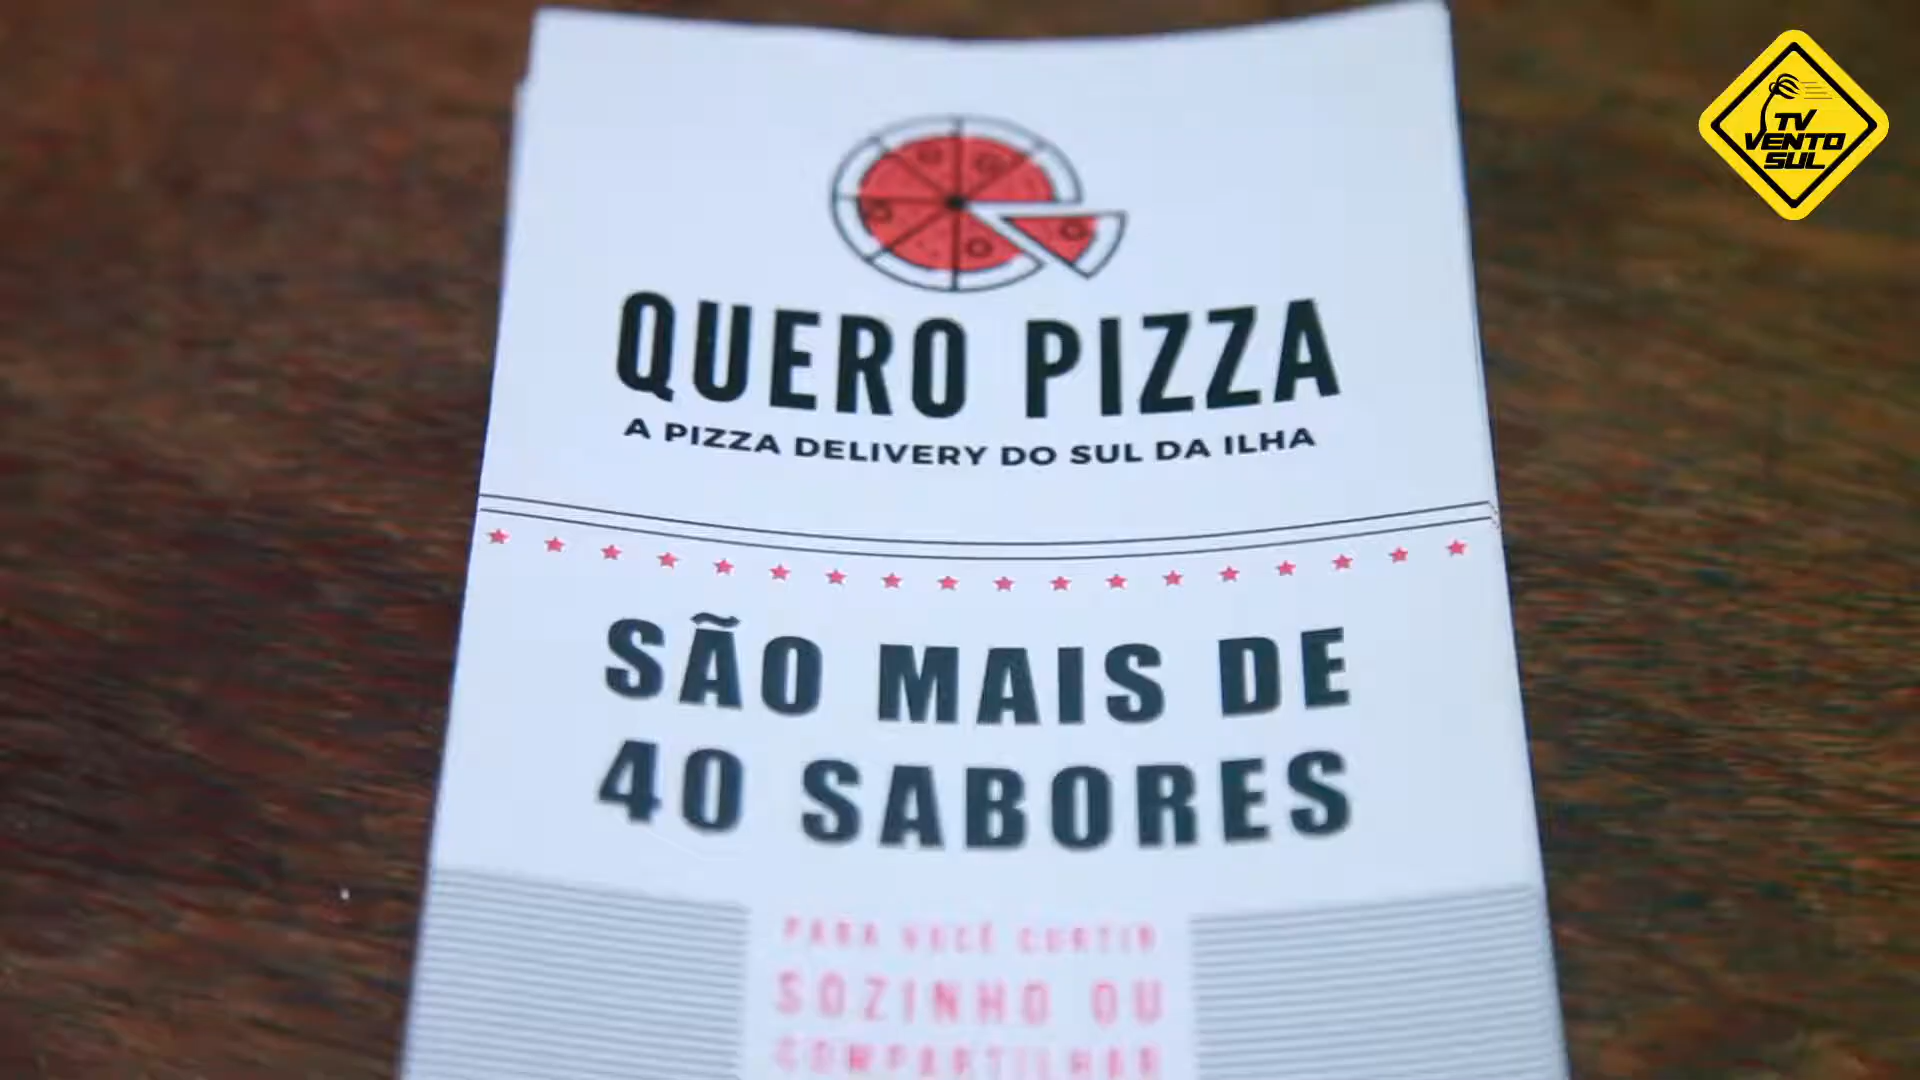 TV
VENTO
SUL
QUERO PIZZA
A PIZZA DELIVERY DO SUL DA ILHA
SÃO MAIS DE
40 SABORES
PARA VOCÊ CURTIR
SOZINHO OU
COMPARTILHAR